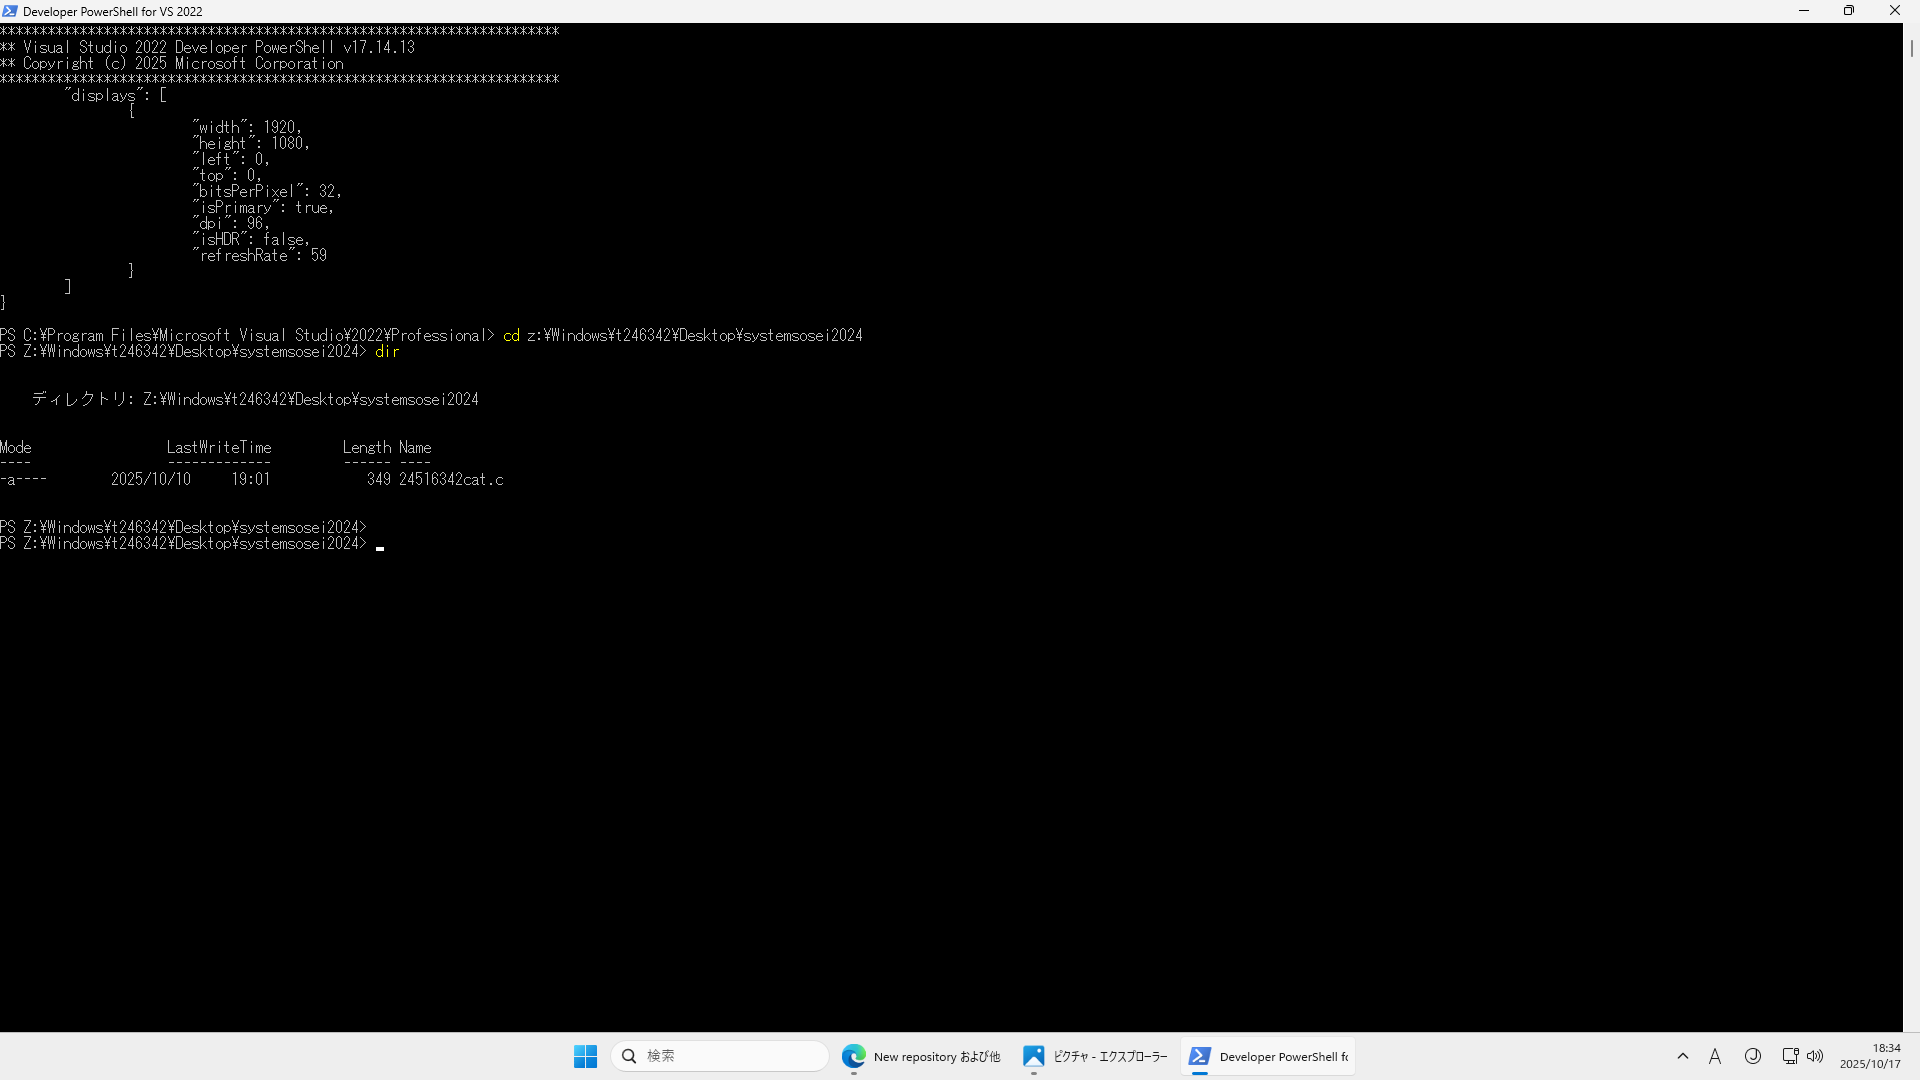 Developer PowerShell for VS 2022
**********************************************************************
** Visual Studio 2022 Developer PowerShell v17.14.13
** Copyright (c) 2025 Microsoft Corporation
**********************************************************************
"displays": [
{
"width": 1920,
"height": 1080,
"left": 0,
"top": 0,
"bitsPerPixel": 32,
"isPrimary": true,
"dpi": 96,
"isHDR": false,
"refreshRate": 59
}
]
}
PS C:¥Program Files¥Microsoft Visual Studio¥2022¥Professional> cd z:¥Windows¥t246342¥Desktop¥systemsosei2024
PS Z:¥Windows¥t246342¥Desktop¥systemsosei2024> dir
ディレクトリ: Z:¥Windows¥t246342¥Desktop¥systemsosei2024
Mode LastWriteTime Length Name
---- ------------- ------ ----
-a---- 2025/10/10 19:01 349 24516342cat.c
PS Z:¥Windows¥t246342¥Desktop¥systemsosei2024>
PS Z:¥Windows¥t246342¥Desktop¥systemsosei2024>
検索
New repository および他
ピクチャ - エクスプローラー
Developer PowerShell fo
A
18:34
2025/10/17